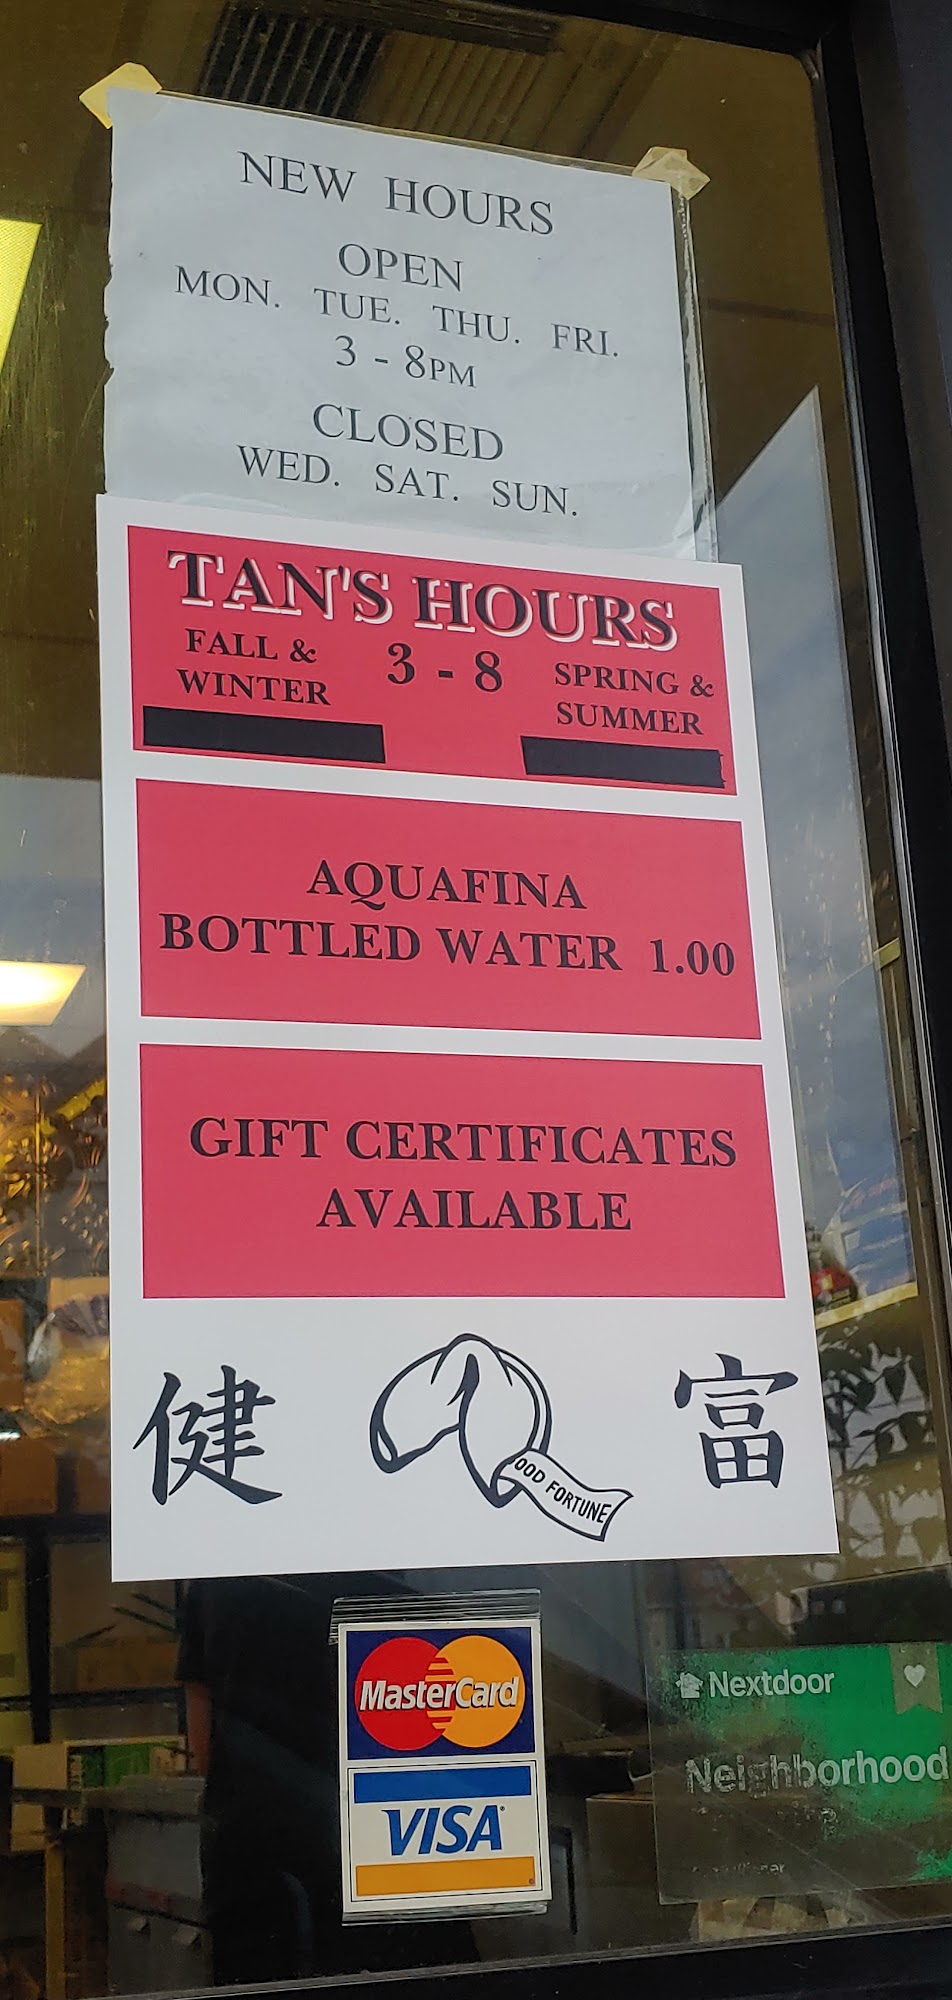 NEW HOURS
OPEN
MON. TUE. THU. FRI.
3 - 8PM
CLOSED
WED. SAT. SUN.
TAN'S HOURS
FALL &
WINTER
3 - 8
SPRING &
SUMMER
AQUAFINA
BOTTLED WATER 1.00
GIFT CERTIFICATES
AVAILABLE
健
OOD FORTUNE
富
MasterCard
VISA
Nextdoor
Neighborhood